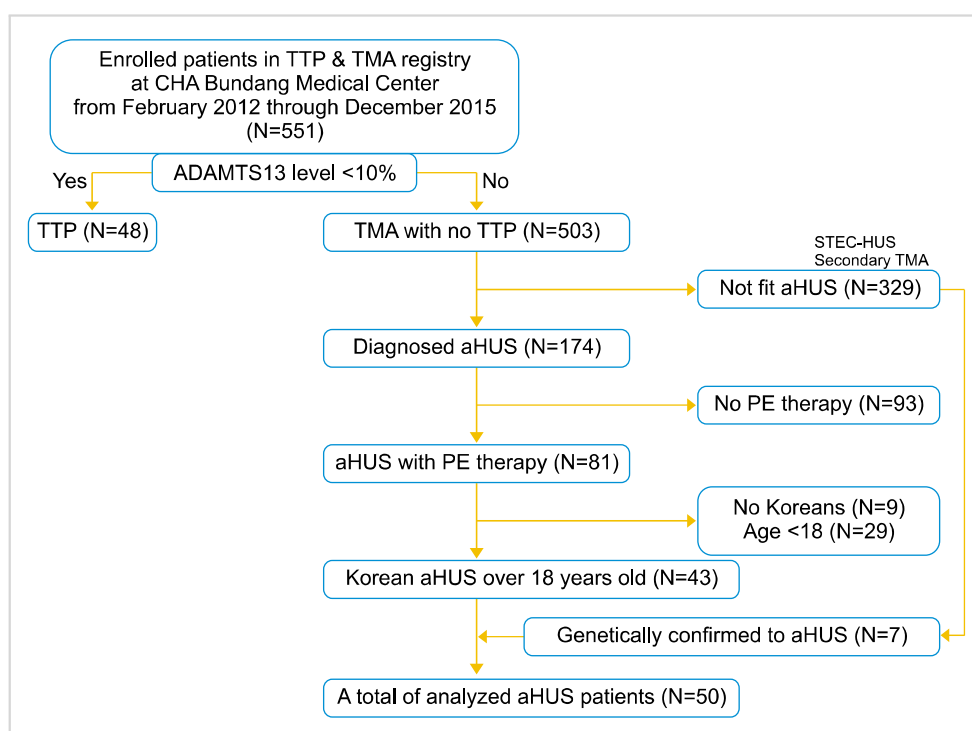 Enrolled patients in TTP & TMA registry
at CHA Bundang Medical Center
from February 2012 through December 2015
(N=551)
ADAMTS13 level <10%
Yes
No
TTP (N=48)
TMA with no TTP (N=503)
STEC-HUS
Secondary TMA
Not fit aHUS (N=329)
Diagnosed aHUS (N=174)
No PE therapy (N=93)
aHUS with PE therapy (N=81)
No Koreans (N=9)
Age <18 (N=29)
Korean aHUS over 18 years old (N=43)
Genetically confirmed to aHUS (N=7)
A total of analyzed aHUS patients (N=50)